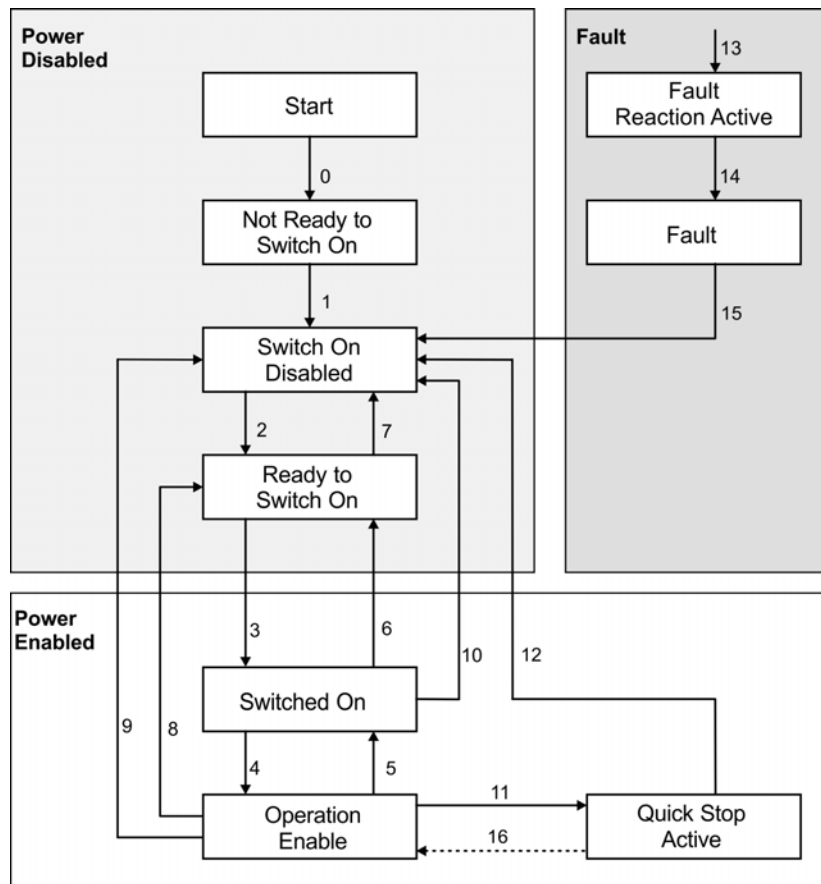 Power
Disabled
Start
0
Not Ready to
Switch On
1
Switch On
Disabled
2
7
Ready to
Switch On
Fault
13
Fault
Reaction Active
14
Fault
15
Power
Enabled
3
6
10
12
Switched On
9
8
4
5
11
Operation
Enable
16
Quick Stop
Active